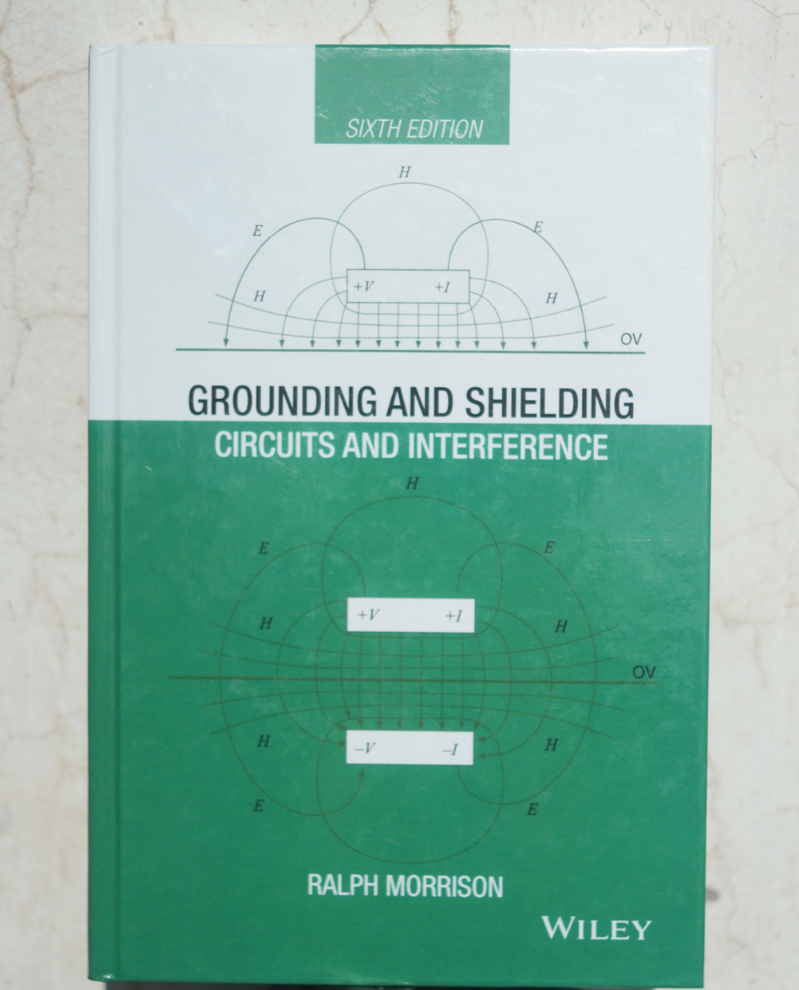 SIXTH EDITION
H
E E
+V +I
H H
OV
GROUNDING AND SHIELDING
CIRCUITS AND INTERFERENCE
H
E E
+V +I
H H
OV
–V –I
H H
E E
RALPH MORRISON
WILEY